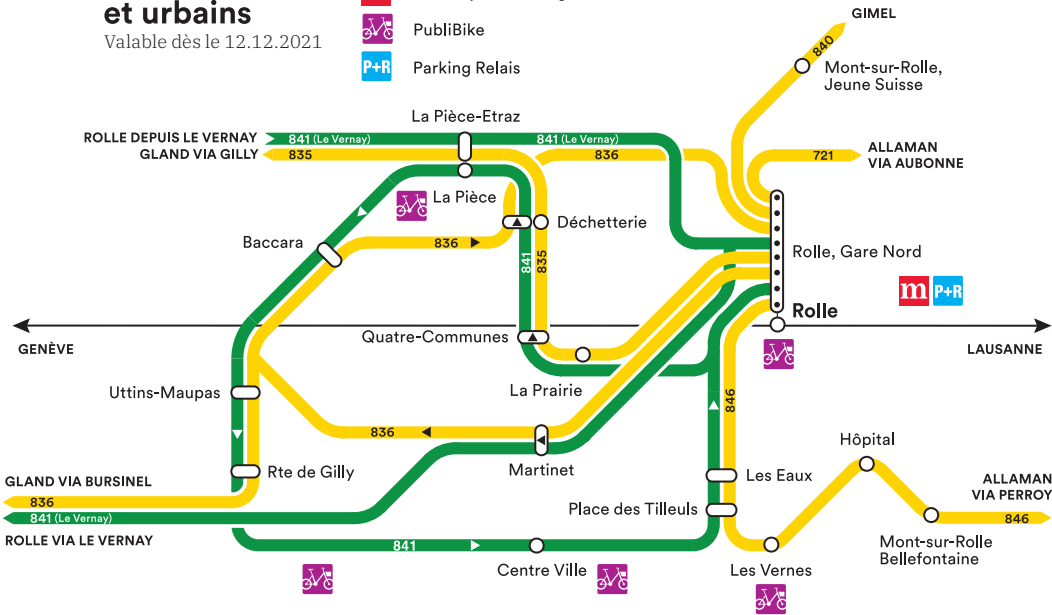 et urbains
Valable dès le 12.12.2021
PubliBike
P+R
Parking Relais
GIMEL
840
Mont-sur-Rolle,
Jeune Suisse
La Pièce-Etraz
ROLLE DEPUIS LE VERNAY
841 (Le Vernay)
841 (Le Vernay)
GLAND VIA GILLY
835
836
721
ALLAMAN
VIA AUBONNE
La Pièce
Déchetterie
Baccara
836
841
835
Rolle, Gare Nord
m
P+R
Rolle
GENÈVE
Quatre-Communes
LAUSANNE
La Prairie
Uttins-Maupas
846
836
Martinet
Hôpital
Rte de Gilly
Les Eaux
GLAND VIA BURSINEL
836
841 (Le Vernay)
ROLLE VIA LE VERNAY
Place des Tilleuls
ALLAMAN
VIA PERROY
846
841
Centre Ville
Les Vernes
Mont-sur-Rolle
Bellefontaine